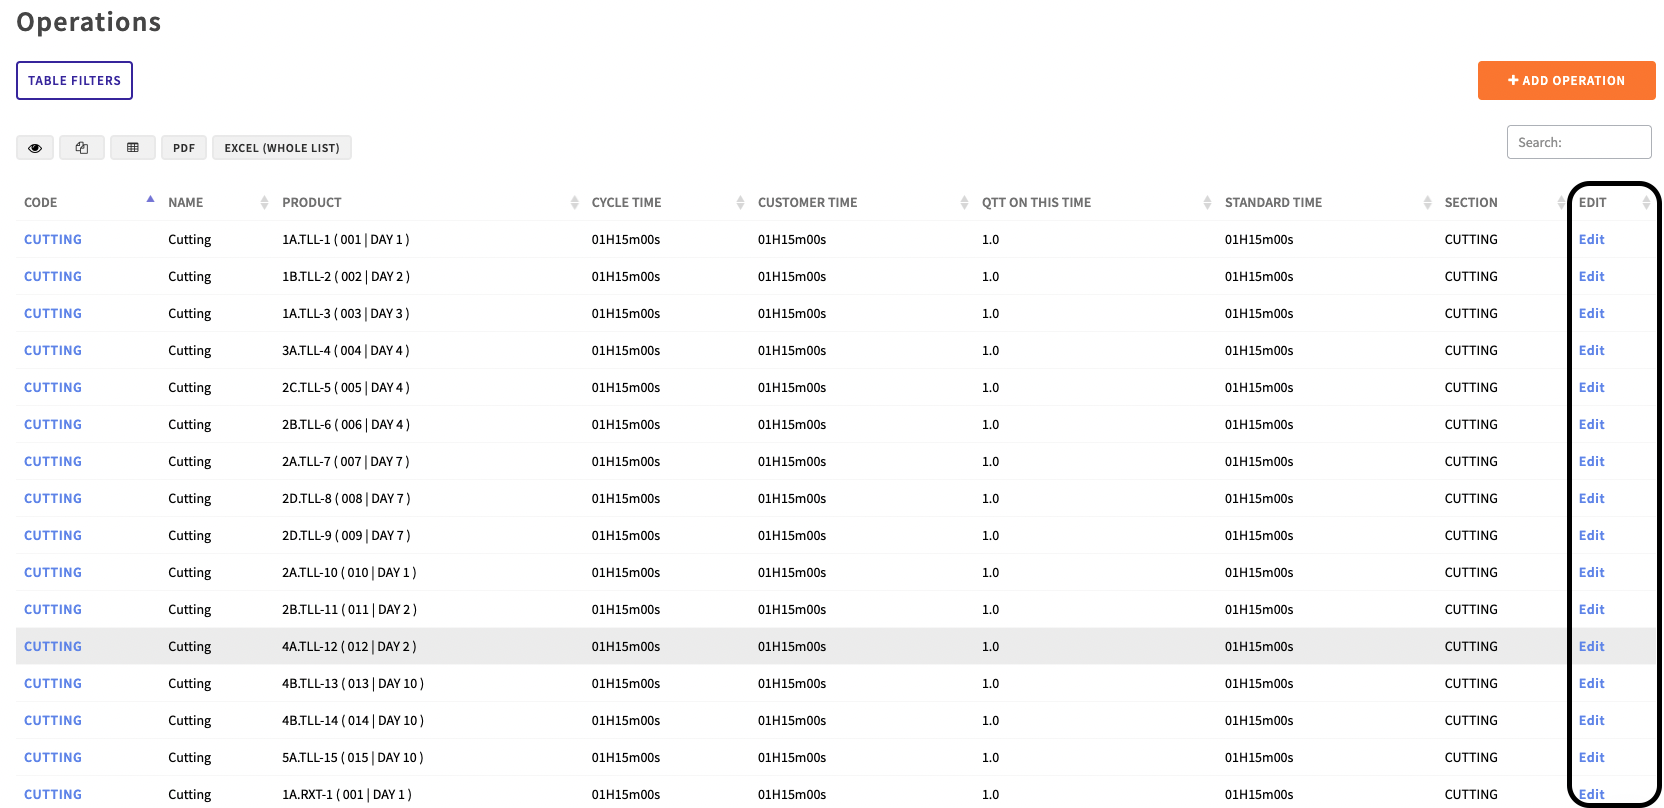 Operations
TABLE FILTERS
+ ADD OPERATION
PDF EXCEL (WHOLE LIST)
Search:
CODE NAME PRODUCT CYCLE TIME CUSTOMER TIME QTT ON THIS TIME STANDARD TIME SECTION EDIT
CUTTING Cutting 1A.TLL-1 ( 001 | DAY 1 ) 01H15m00s 01H15m00s 1.0 01H15m00s CUTTING Edit
CUTTING Cutting 1B.TLL-2 ( 002 | DAY 2 ) 01H15m00s 01H15m00s 1.0 01H15m00s CUTTING Edit
CUTTING Cutting 1A.TLL-3 ( 003 | DAY 3 ) 01H15m00s 01H15m00s 1.0 01H15m00s CUTTING Edit
CUTTING Cutting 3A.TLL-4 ( 004 | DAY 4 ) 01H15m00s 01H15m00s 1.0 01H15m00s CUTTING Edit
CUTTING Cutting 2C.TLL-5 ( 005 | DAY 4 ) 01H15m00s 01H15m00s 1.0 01H15m00s CUTTING Edit
CUTTING Cutting 2B.TLL-6 ( 006 | DAY 4 ) 01H15m00s 01H15m00s 1.0 01H15m00s CUTTING Edit
CUTTING Cutting 2A.TLL-7 ( 007 | DAY 7 ) 01H15m00s 01H15m00s 1.0 01H15m00s CUTTING Edit
CUTTING Cutting 2D.TLL-8 ( 008 | DAY 7 ) 01H15m00s 01H15m00s 1.0 01H15m00s CUTTING Edit
CUTTING Cutting 2D.TLL-9 ( 009 | DAY 7 ) 01H15m00s 01H15m00s 1.0 01H15m00s CUTTING Edit
CUTTING Cutting 2A.TLL-10 ( 010 | DAY 1 ) 01H15m00s 01H15m00s 1.0 01H15m00s CUTTING Edit
CUTTING Cutting 2B.TLL-11 ( 011 | DAY 2 ) 01H15m00s 01H15m00s 1.0 01H15m00s CUTTING Edit
CUTTING Cutting 4A.TLL-12 ( 012 | DAY 2 ) 01H15m00s 01H15m00s 1.0 01H15m00s CUTTING Edit
CUTTING Cutting 4B.TLL-13 ( 013 | DAY 10 ) 01H15m00s 01H15m00s 1.0 01H15m00s CUTTING Edit
CUTTING Cutting 4B.TLL-14 ( 014 | DAY 10 ) 01H15m00s 01H15m00s 1.0 01H15m00s CUTTING Edit
CUTTING Cutting 5A.TLL-15 ( 015 | DAY 10 ) 01H15m00s 01H15m00s 1.0 01H15m00s CUTTING Edit
CUTTING Cutting 1A.RXT-1 ( 001 | DAY 1 ) 01H15m00s 01H15m00s 1.0 01H15m00s CUTTING Edit